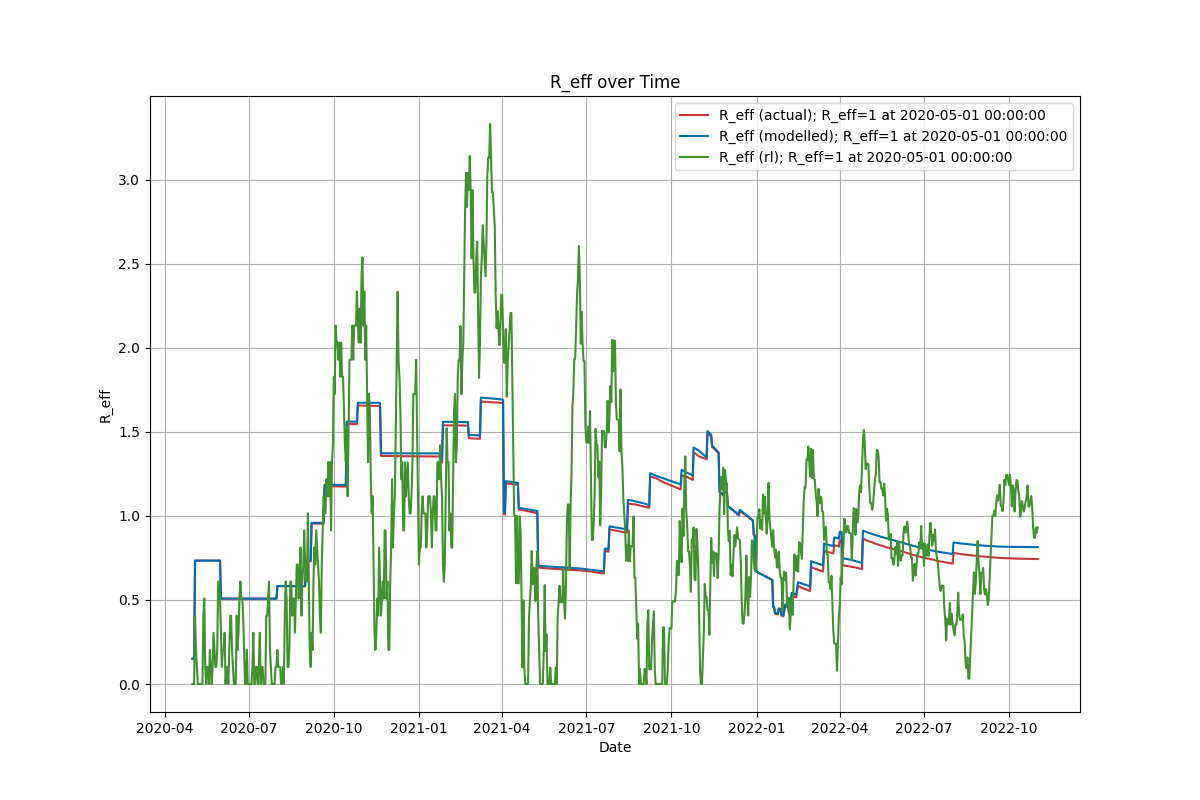 R_eff over Time
R_eff (actual); R_eff=1 at 2020-05-01 00:00:00
R_eff (modelled); R_eff=1 at 2020-05-01 00:00:00
R_eff (rl); R_eff=1 at 2020-05-01 00:00:00
3.0
2.5
2.0
1.5
1.0
0.5
0.0
R_eff
2020-04 2020-07 2020-10 2021-01 2021-04 2021-07 2021-10 2022-01 2022-04 2022-07 2022-10
Date